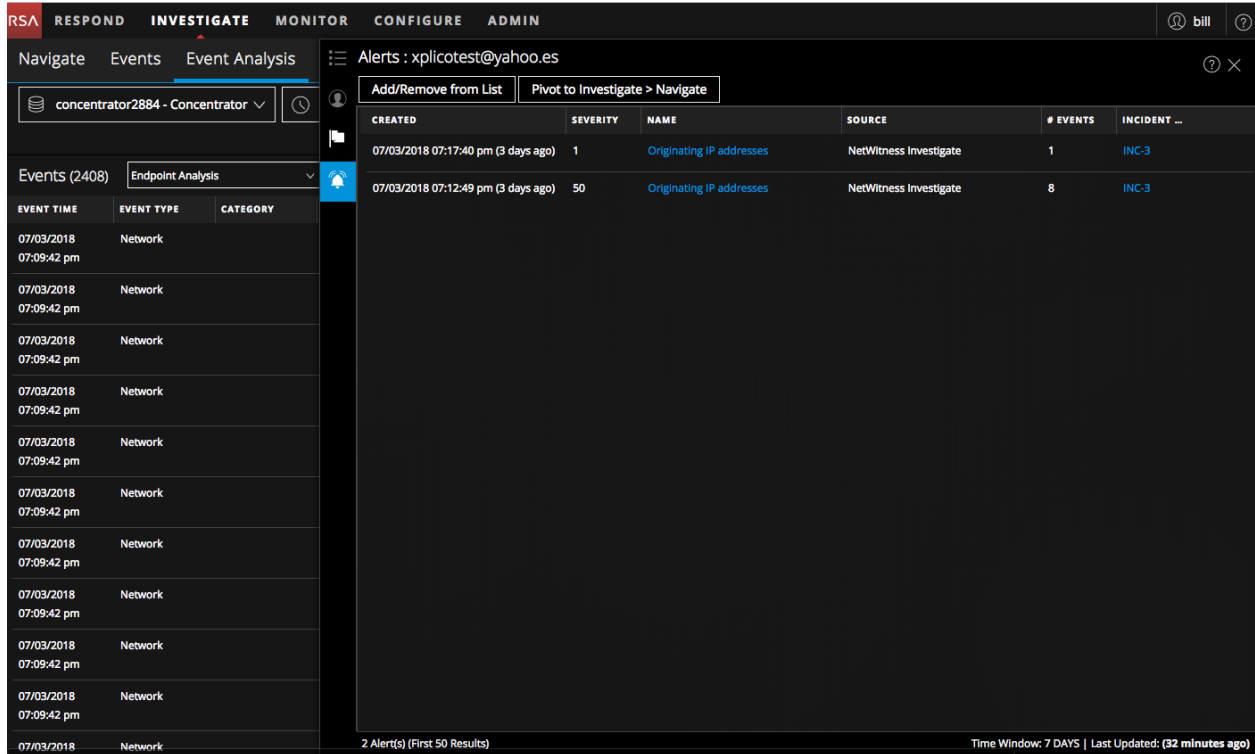 RSA RESPOND INVESTIGATE MONITOR CONFIGURE ADMIN bill ?
Navigate Events Event Analysis
concentrator2884 - Concentrator
Events (2408) Endpoint Analysis
EVENT TIME EVENT TYPE CATEGORY
07/03/2018 Network
07:09:42 pm
07/03/2018 Network
07:09:42 pm
07/03/2018 Network
07:09:42 pm
07/03/2018 Network
07:09:42 pm
07/03/2018 Network
07:09:42 pm
07/03/2018 Network
07:09:42 pm
07/03/2018 Network
07:09:42 pm
07/03/2018 Network
07:09:42 pm
07/03/2018 Network
07:09:42 pm
07/03/2018 Network
07:09:42 pm
07/03/2018 Network
Alerts : xplicotest@yahoo.es ?
Add/Remove from List Pivot to Investigate > Navigate
CREATED SEVERITY NAME SOURCE # EVENTS INCIDENT ...
07/03/2018 07:17:40 pm (3 days ago) 1 Originating IP addresses NetWitness Investigate 1 INC-3
07/03/2018 07:12:49 pm (3 days ago) 50 Originating IP addresses NetWitness Investigate 8 INC-3
2 Alert(s) (First 50 Results) Time Window: 7 DAYS | Last Updated: (32 minutes ago)